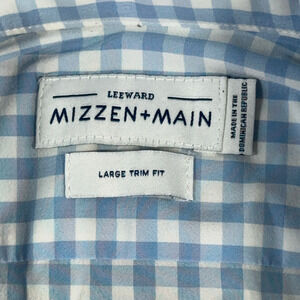 LEEWARD
MIZZEN+MAIN
MADE IN THE
DOMINICAN REPUBLIC
LARGE TRIM FIT